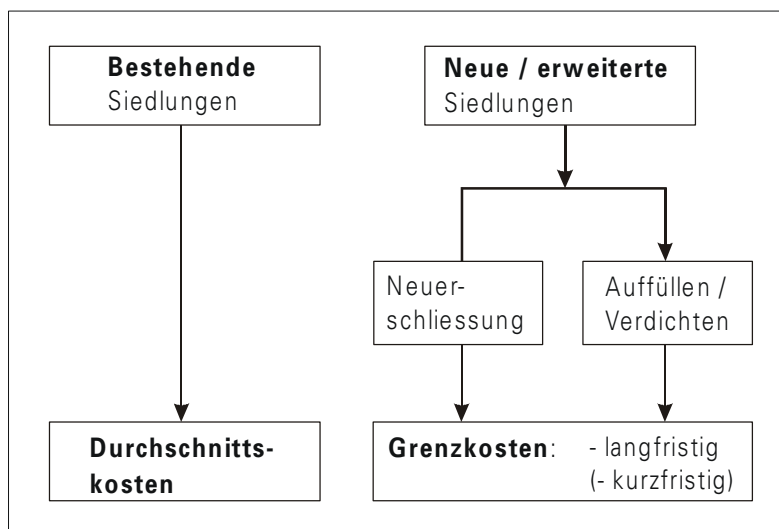 Bestehende
Siedlungen
Neue / erweiterte
Siedlungen
Neuer-
schliessung
Auffüllen /
Verdichten
Durchschnitts-
kosten
Grenzkosten: - langfristig
(- kurzfristig)